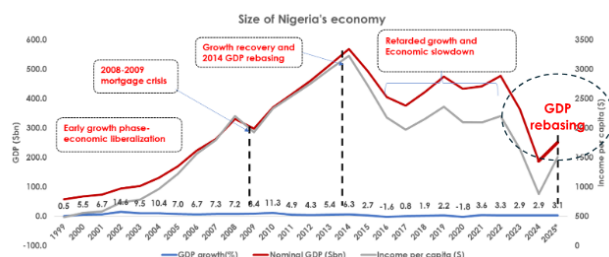 Size of Nigeria's economy
600.0
500.0
400.0
300.0
200.0
100.0
0.0
-100.0
GDP ($bn)
3500
3000
2500
2000
1500
1000
500
0
Income per capita ($)
2008-2009
mortgage crisis
Growth recovery and
2014 GDP rebasing
Retarded growth and
Economic slowdown
Early growth phase-
economic liberalization
GDP
rebasing
0.5 5.5 6.7 14.6 9.5 10.4 7.0 6.7 7.3 7.2 8.4 11.3 4.9 4.3 5.4 6.3 2.7 -1.6 0.8 1.9 2.2 -1.8 3.6 3.3 2.9 2.9 3.1
1999 2000 2001 2002 2003 2004 2005 2006 2007 2008 2009 2010 2011 2012 2013 2014 2015 2016 2017 2018 2019 2020 2021 2022 2023 2024 2025*
GDP growth(%) Nominal GDP ($bn) Income per capita ($)